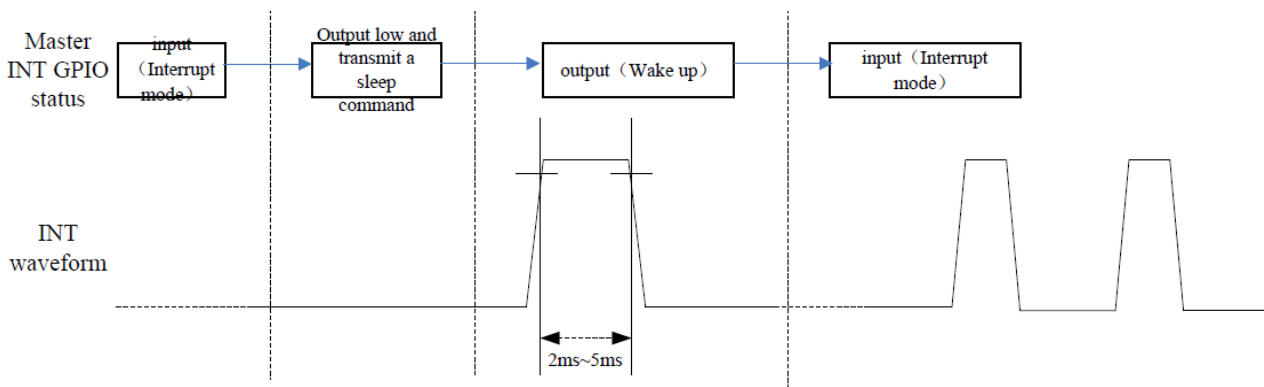 Master
INT GPIO
status
input
（Interrupt
mode）
Output low and
transmit a
sleep
command
output（Wake up）
input（Interrupt
mode）
INT
waveform
2ms~5ms